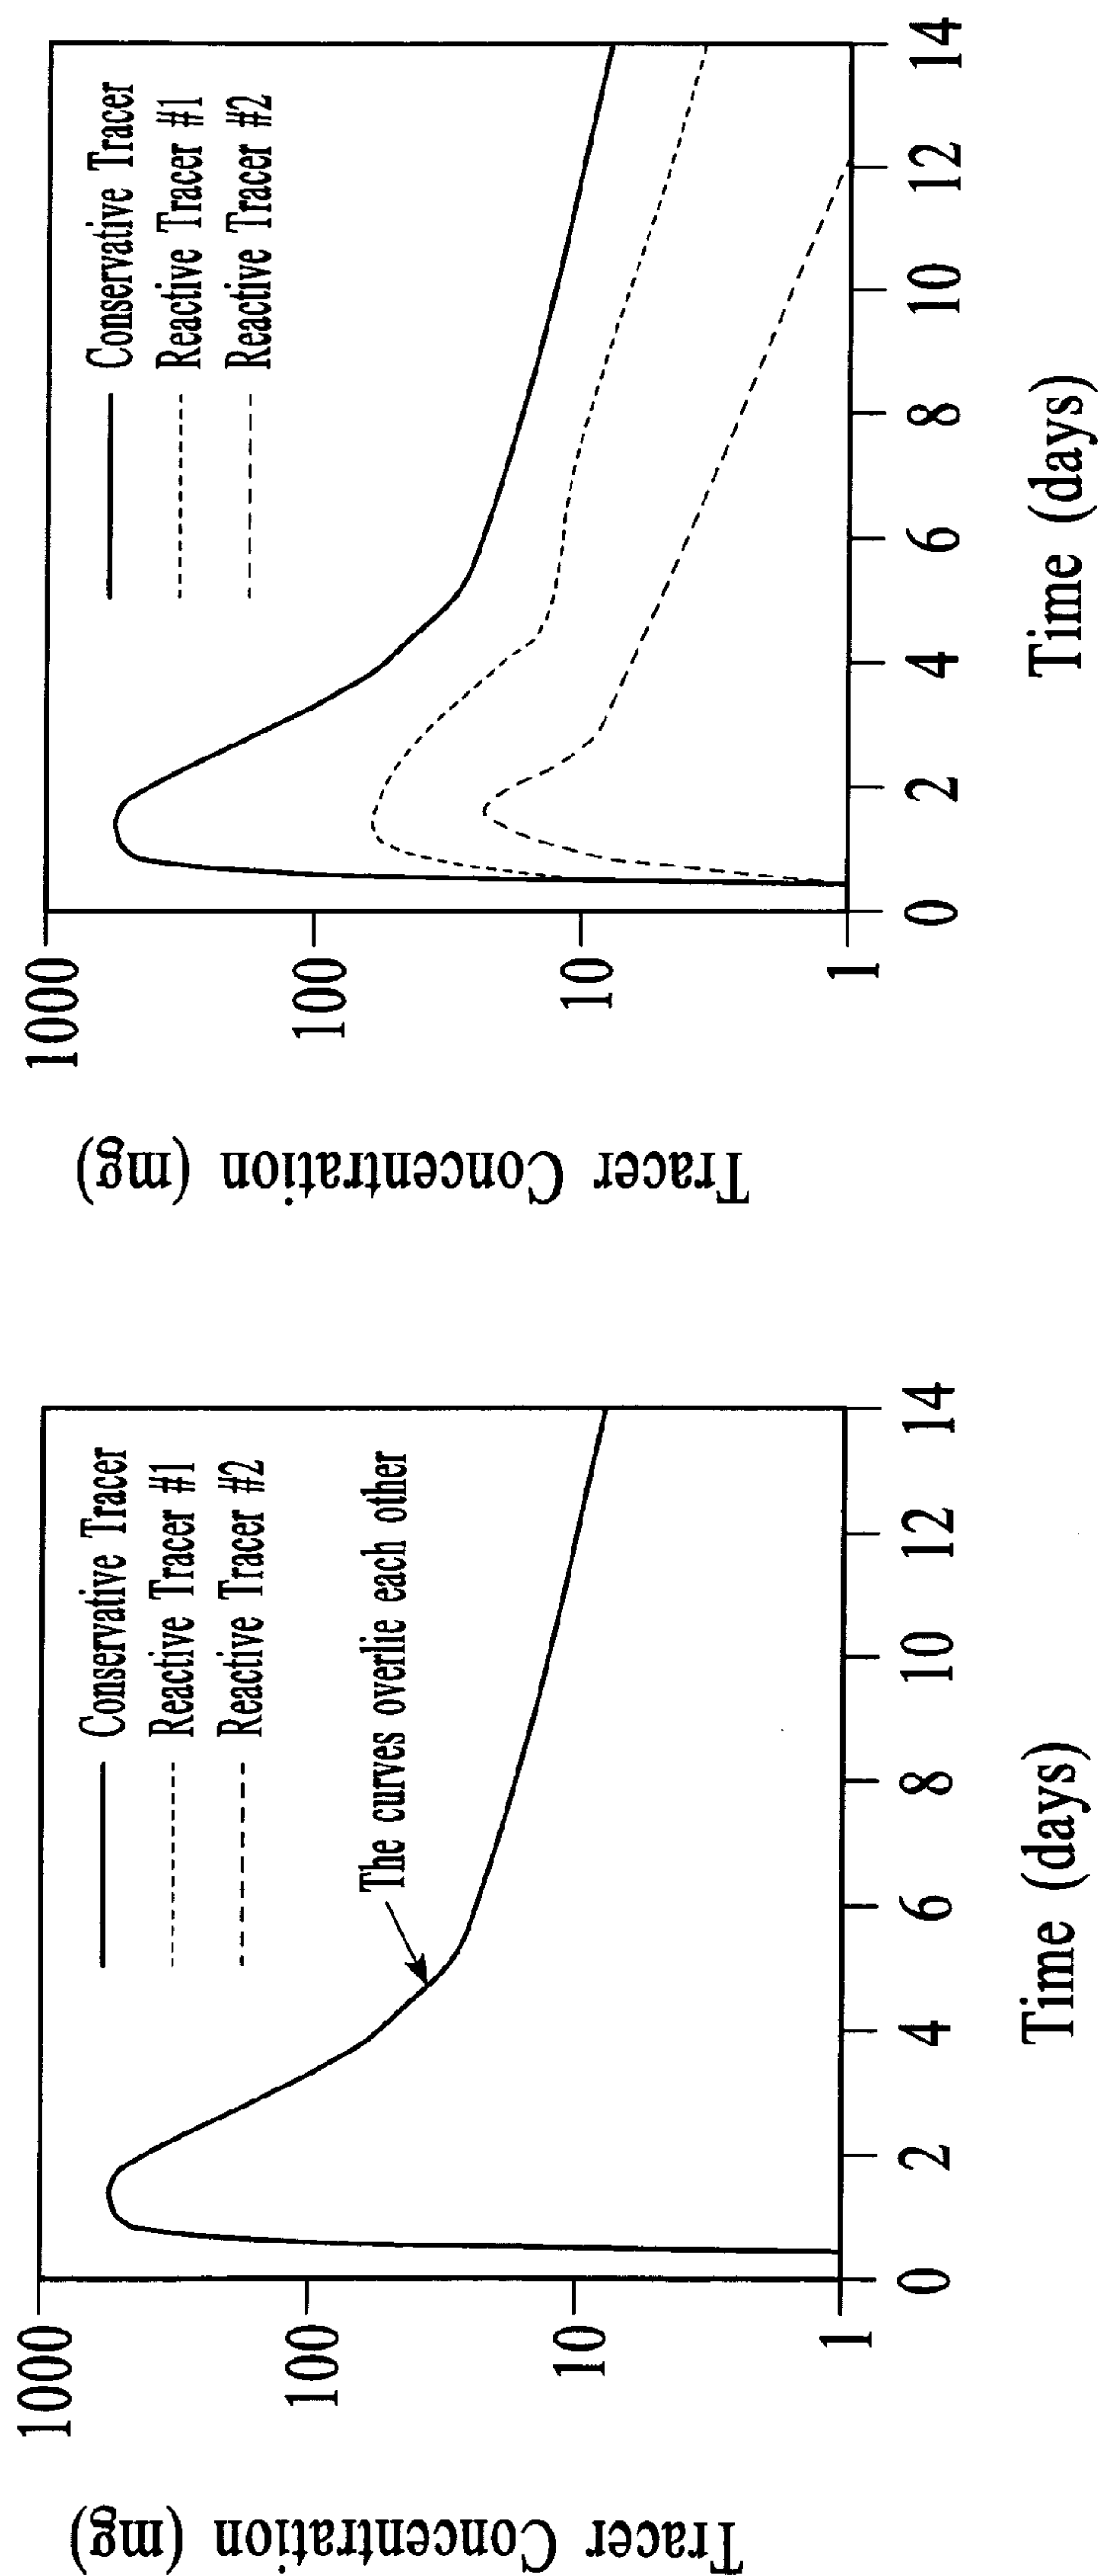 Tracer Concentration (mg)
1000
100
10
1
Conservative Tracer
Reactive Tracer #1
Reactive Tracer #2
The curves overlie each other
0
2
4
6
8
10
12
14
Time (days)
Tracer Concentration (mg)
1000
100
10
1
Conservative Tracer
Reactive Tracer #1
Reactive Tracer #2
0
2
4
6
8
10
12
14
Time (days)